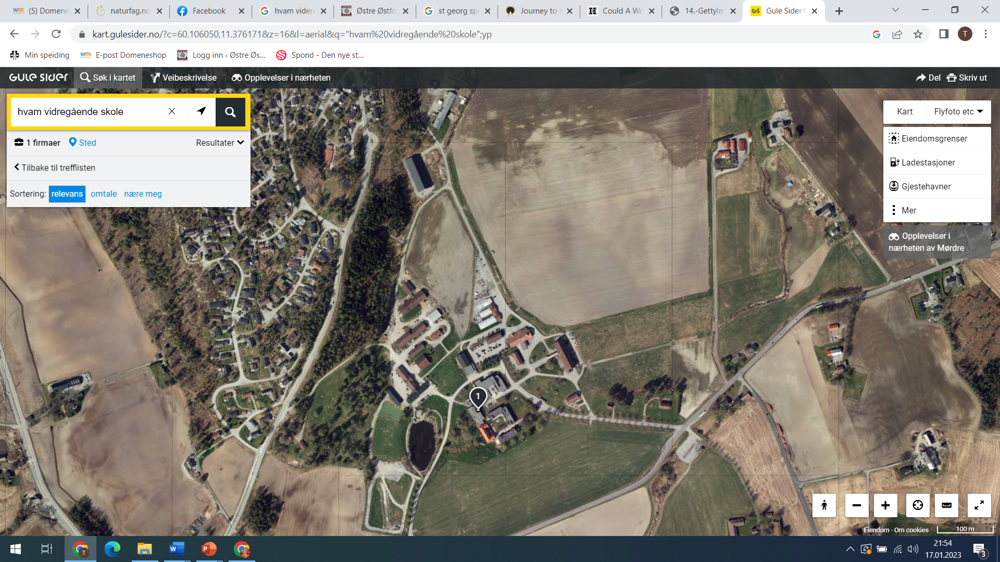 (5) Domene
naturfag.no
Facebook
hvam videre
Østre Østfo
st georg spe
Journey to
Could A Wo
14.-GettyIm
Gule Sider®
kart.gulesider.no/?c=60.106050,11.376171&z=16&l=aerial&q="hvam%20vidregående%20skole";yp
T
Min speiding
E-post Domeneshop
Logg inn ‹ Østre Øs...
Spond - Den nye st...
GULE SIDER
Søk i kartet
Veibeskrivelse
Opplevelser i nærheten
Del
Skriv ut
hvam vidregående skole
1 firmaer
Sted
Resultater
Tilbake til trefflisten
Sortering: relevans omtale nære meg
Kart
Flyfoto etc
Eiendomsgrenser
Ladestasjoner
Gjestehavner
Mer
Opplevelser i
nærheten av Mørdre
1
Eiendom · Om cookies
100 m
21:54
17.01.2023
3